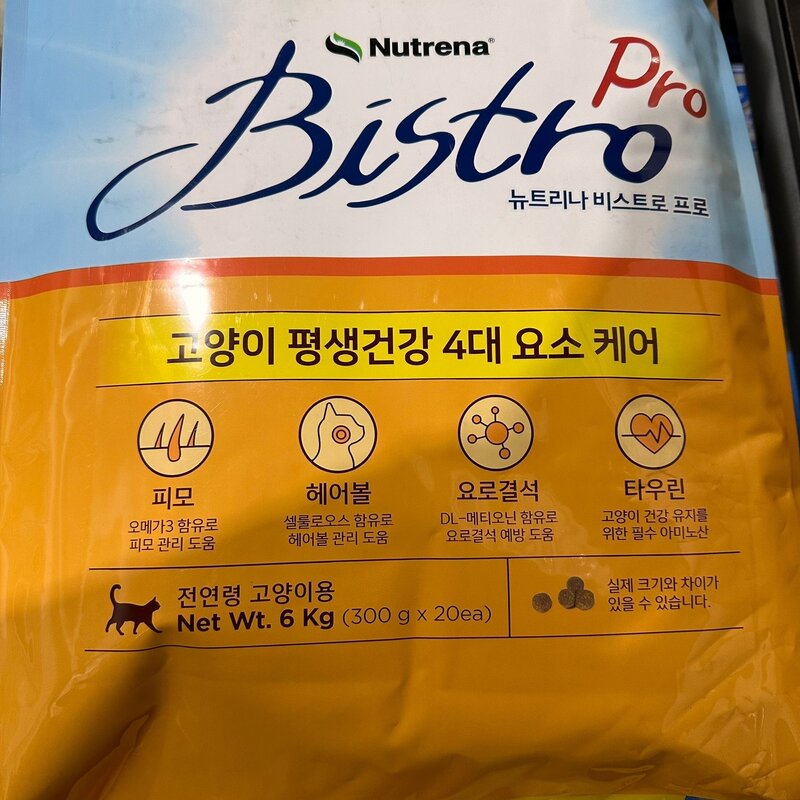 Nutrena®
Bistro Pro
뉴트리나 비스트로 프로
고양이 평생건강 4대 요소 케어
피모
오메가3 함유로
피모 관리 도움
헤어볼
셀룰로오스 함유로
헤어볼 관리 도움
요로결석
DL-메티오닌 함유로
요로결석 예방 도움
타우린
고양이 건강 유지를
위한 필수 아미노산
전연령 고양이용
Net Wt. 6 Kg (300 g x 20ea)
실제 크기와 차이가
있을 수 있습니다.